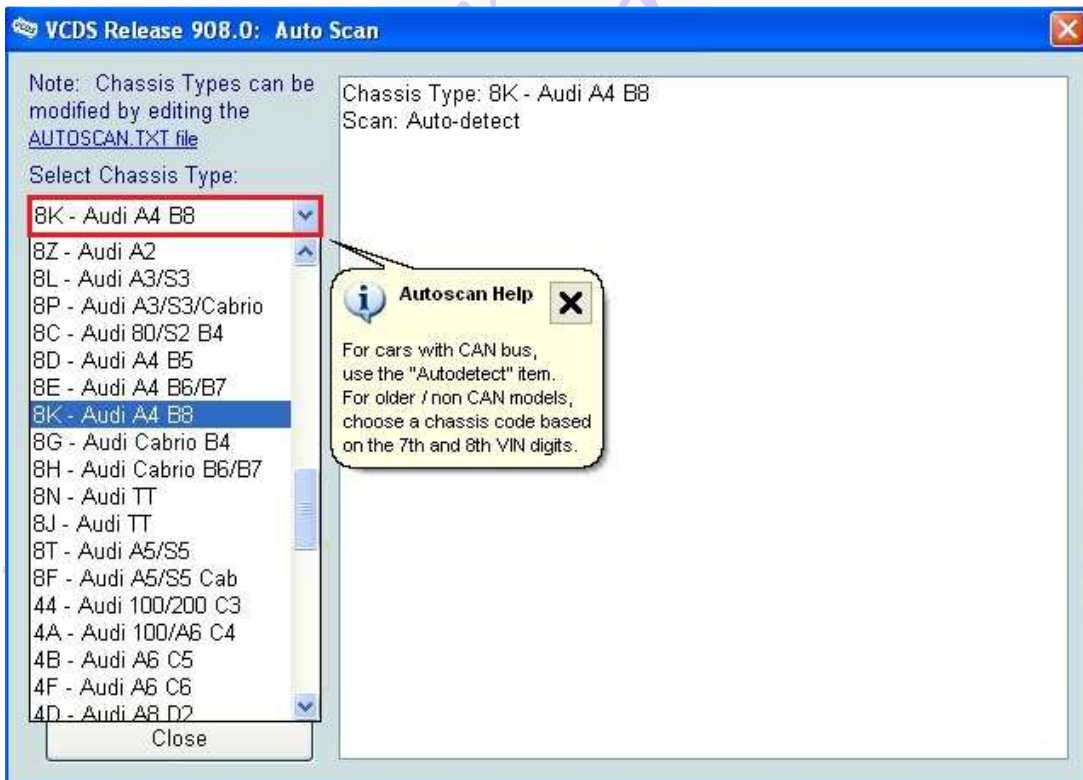 VCDS Release 908.0: Auto Scan
Note: Chassis Types can be
modified by editing the
AUTOSCAN.TXT file
Select Chassis Type:
8K - Audi A4 B8
8Z - Audi A2
8L - Audi A3/S3
8P - Audi A3/S3/Cabrio
8C - Audi 80/S2 B4
8D - Audi A4 B5
8E - Audi A4 B6/B7
8K - Audi A4 B8
8G - Audi Cabrio B4
8H - Audi Cabrio B6/B7
8N - Audi TT
8J - Audi TT
8T - Audi A5/S5
8F - Audi A5/S5 Cab
44 - Audi 100/200 C3
4A - Audi 100/A6 C4
4B - Audi A6 C5
4F - Audi A6 C6
4D - Audi A8 D2
Close
Chassis Type: 8K - Audi A4 B8
Scan: Auto-detect
Autoscan Help
For cars with CAN bus,
use the "Autodetect" item.
For older / non CAN models,
choose a chassis code based
on the 7th and 8th VIN digits.